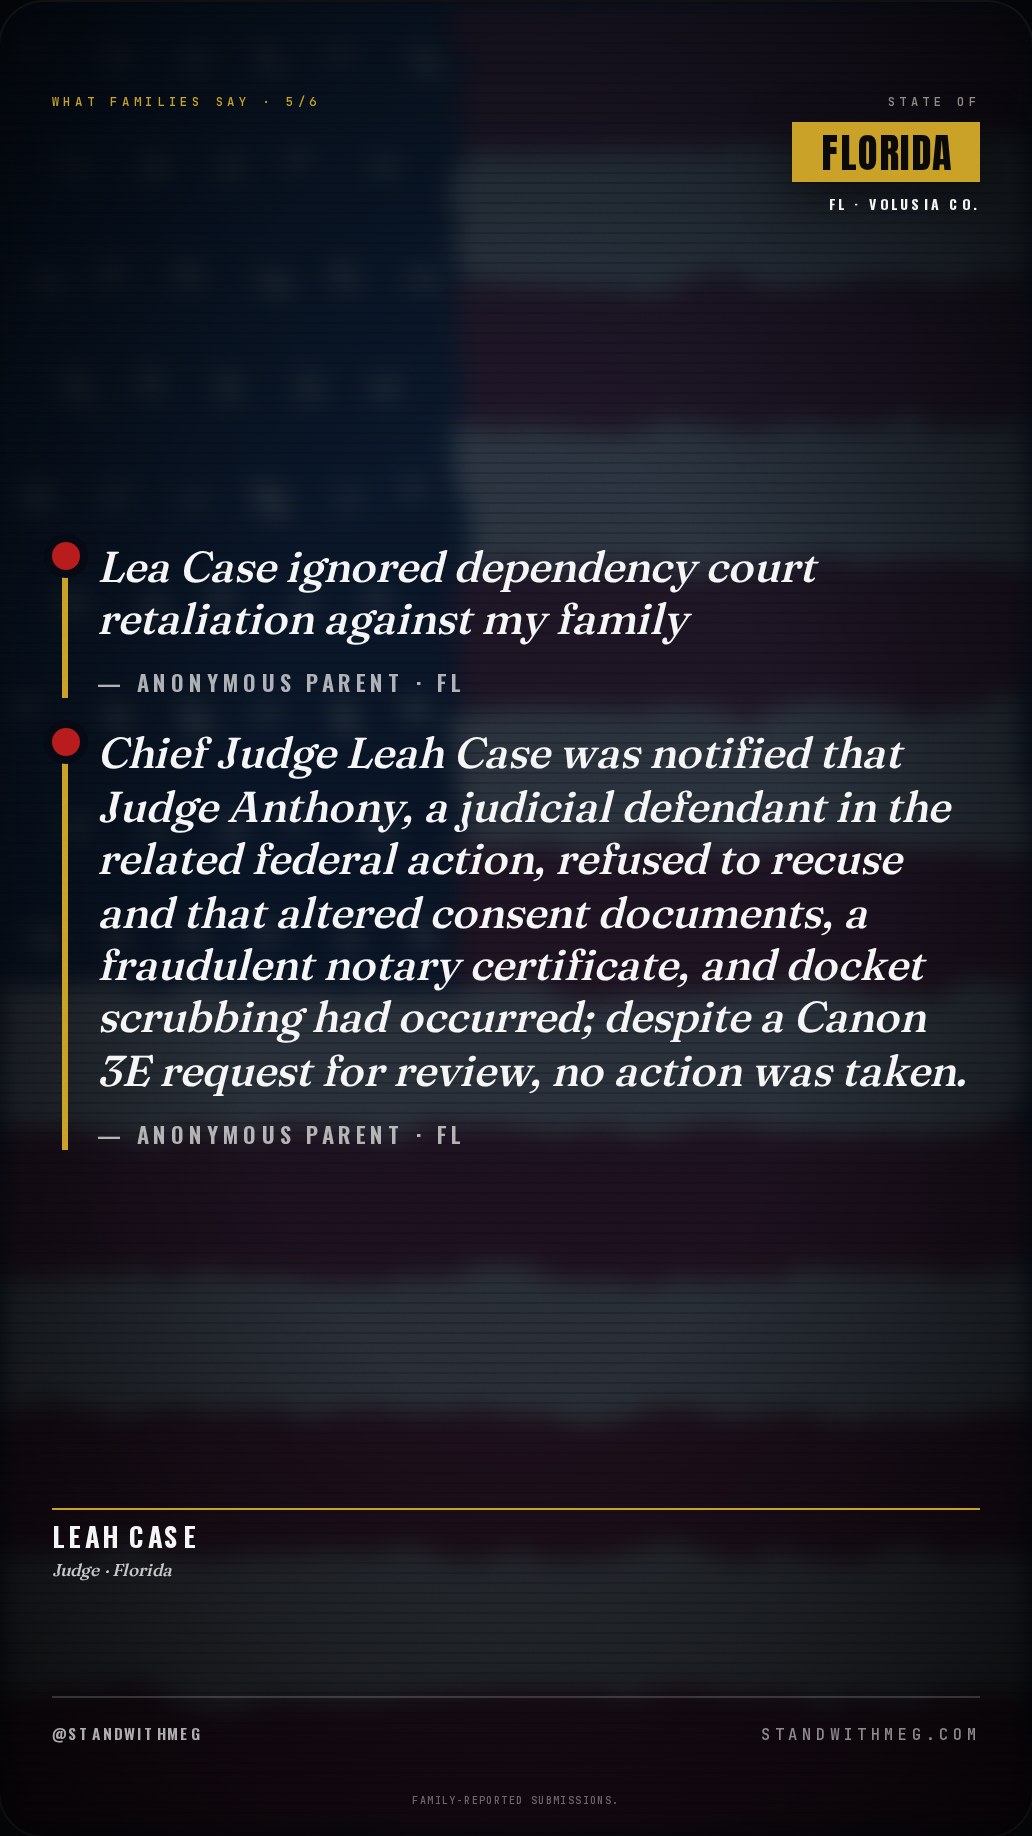 WHAT FAMILIES SAY · 5/6
STATE OF
FLORIDA
FL · VOLUSIA CO.
Lea Case ignored dependency court
retaliation against my family
— ANONYMOUS PARENT · FL
Chief Judge Leah Case was notified that
Judge Anthony, a judicial defendant in the
related federal action, refused to recuse
and that altered consent documents, a
fraudulent notary certificate, and docket
scrubbing had occurred; despite a Canon
3E request for review, no action was taken.
— ANONYMOUS PARENT · FL
LEAH CASE
Judge · Florida
@STANDWITHMEG
STANDWITHMEG.COM
FAMILY-REPORTED SUBMISSIONS.